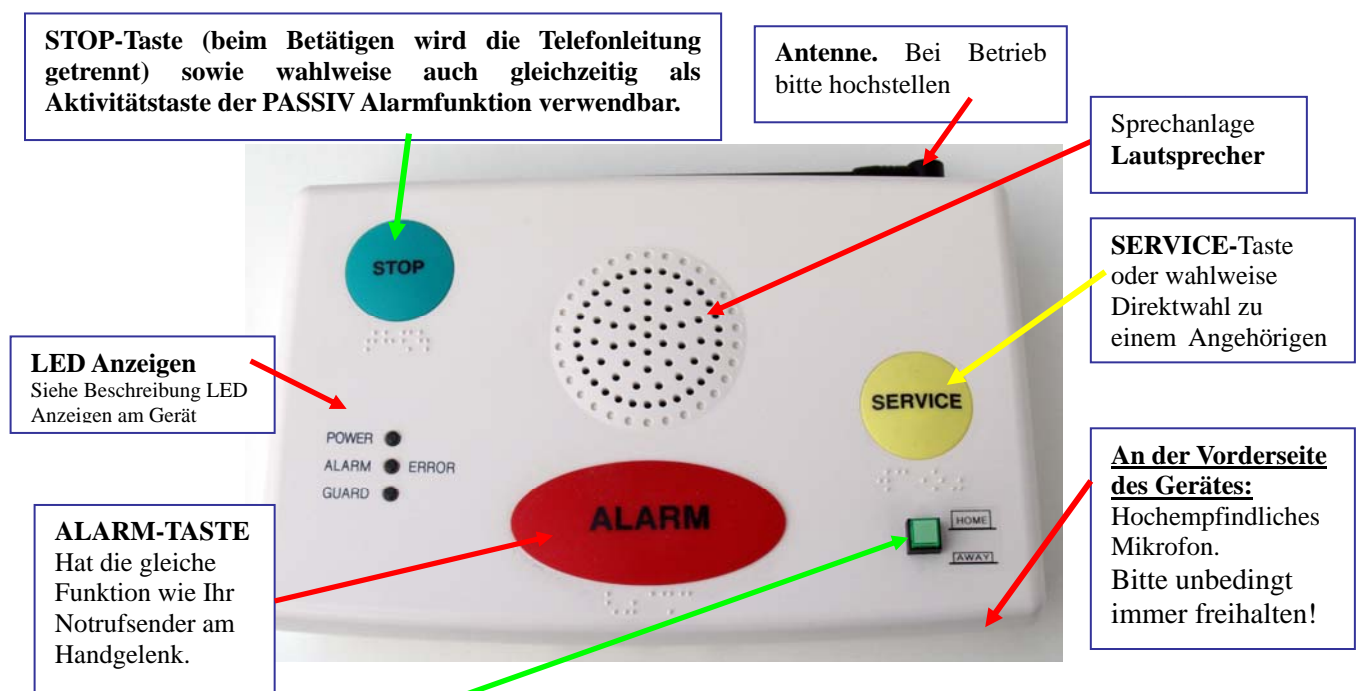 STOP-Taste (beim Betätigen wird die Telefonleitung
getrennt) sowie wahlweise auch gleichzeitig als
Aktivitätstaste der PASSIV Alarmfunktion verwendbar.
Antenne. Bei Betrieb
bitte hochstellen
Sprechanlage
Lautsprecher
SERVICE-Taste
oder wahlweise
Direktwahl zu
einem Angehörigen
LED Anzeigen
Siehe Beschreibung LED
Anzeigen am Gerät
An der Vorderseite
des Gerätes:
Hochempfindliches
Mikrofon.
Bitte unbedingt
immer freihalten!
ALARM-TASTE
Hat die gleiche
Funktion wie Ihr
Notrufsender am
Handgelenk.
STOP
SERVICE
POWER
ALARM ERROR
GUARD
ALARM
HOME
AWAY